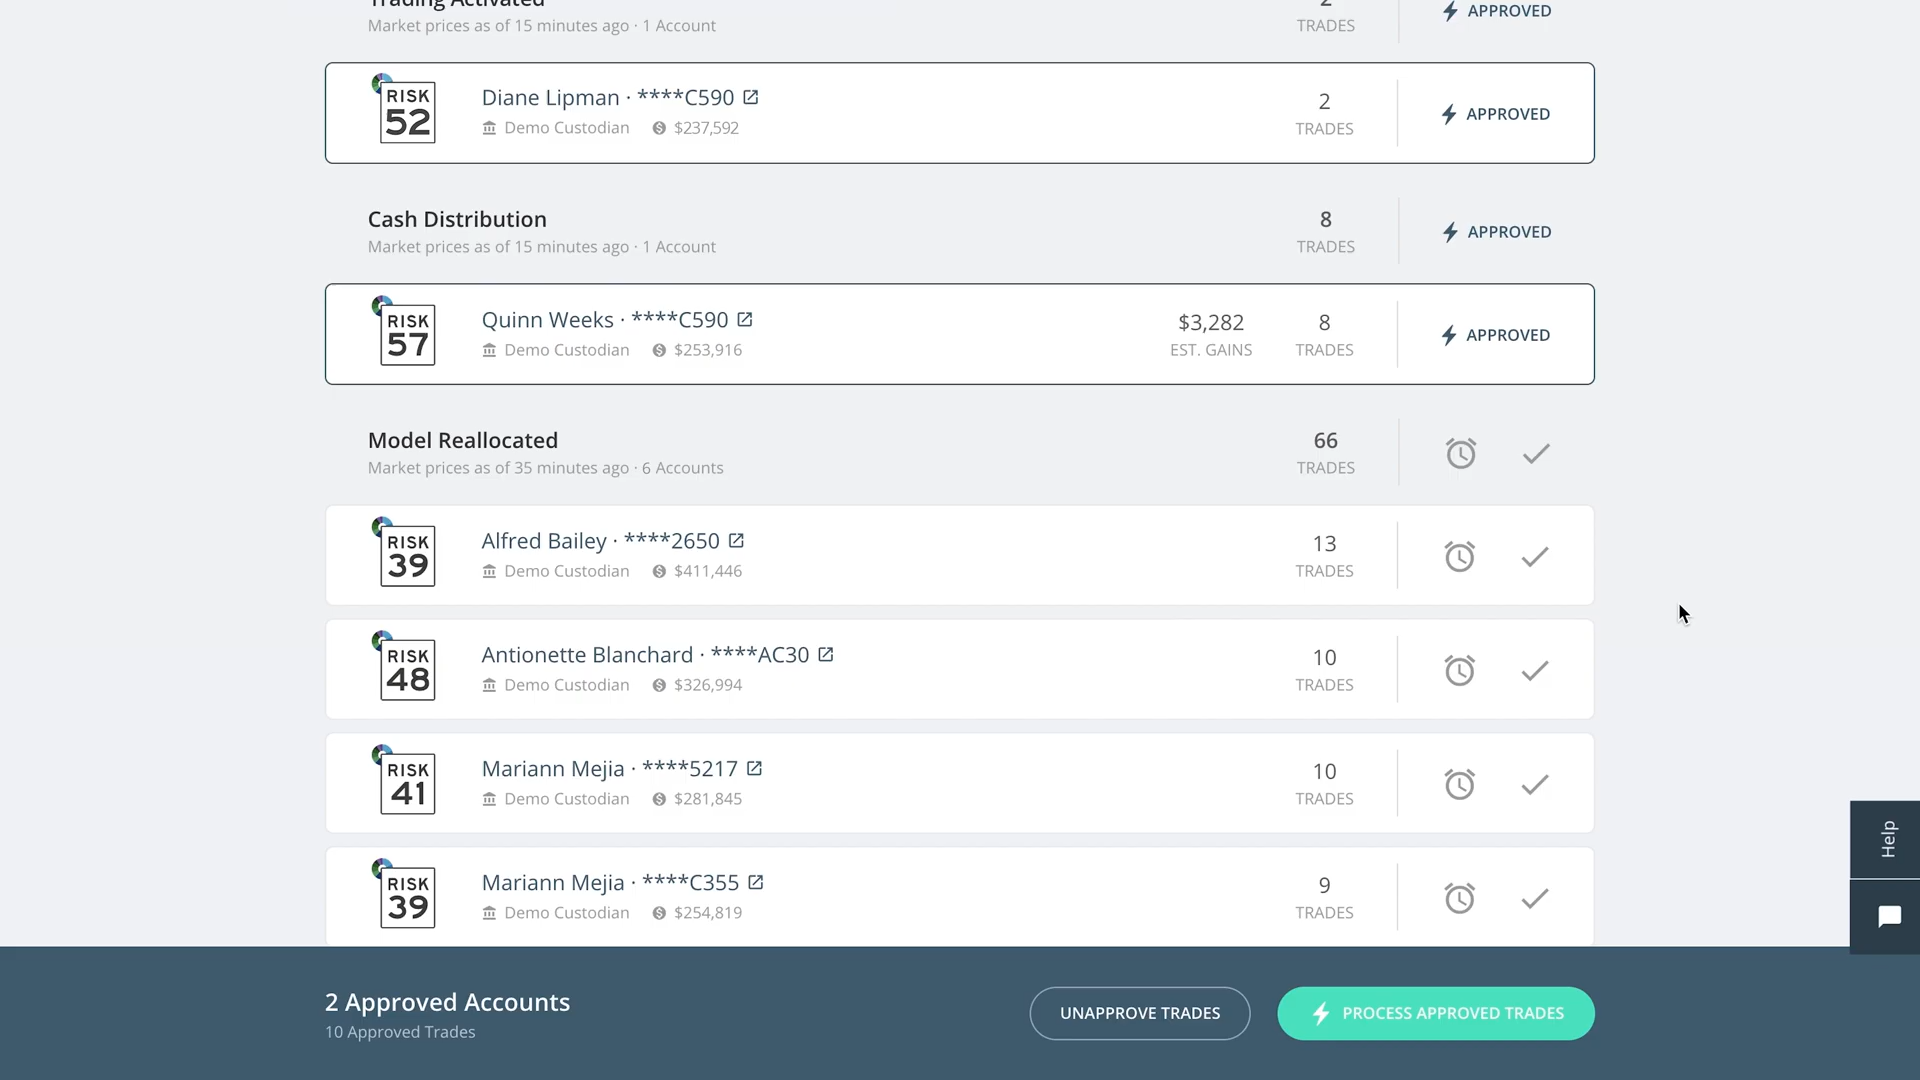 Trading Activated
2
Market prices as of 15 minutes ago · 1 Account
TRADES
APPROVED
RISK
52
Diane Lipman · ****C590
Demo Custodian
$237,592
2
TRADES
APPROVED
Cash Distribution
Market prices as of 15 minutes ago · 1 Account
8
TRADES
APPROVED
RISK
57
Quinn Weeks · ****C590
Demo Custodian
$253,916
$3,282
EST. GAINS
8
TRADES
APPROVED
Model Reallocated
Market prices as of 35 minutes ago · 6 Accounts
66
TRADES
RISK
39
Alfred Bailey · ****2650
Demo Custodian
$411,446
13
TRADES
RISK
48
Antionette Blanchard · ****AC30
Demo Custodian
$326,994
10
TRADES
RISK
41
Mariann Mejia · ****5217
Demo Custodian
$281,845
10
TRADES
RISK
39
Mariann Mejia · ****C355
Demo Custodian
$254,819
9
TRADES
Help
2 Approved Accounts
10 Approved Trades
UNAPPROVE TRADES
PROCESS APPROVED TRADES